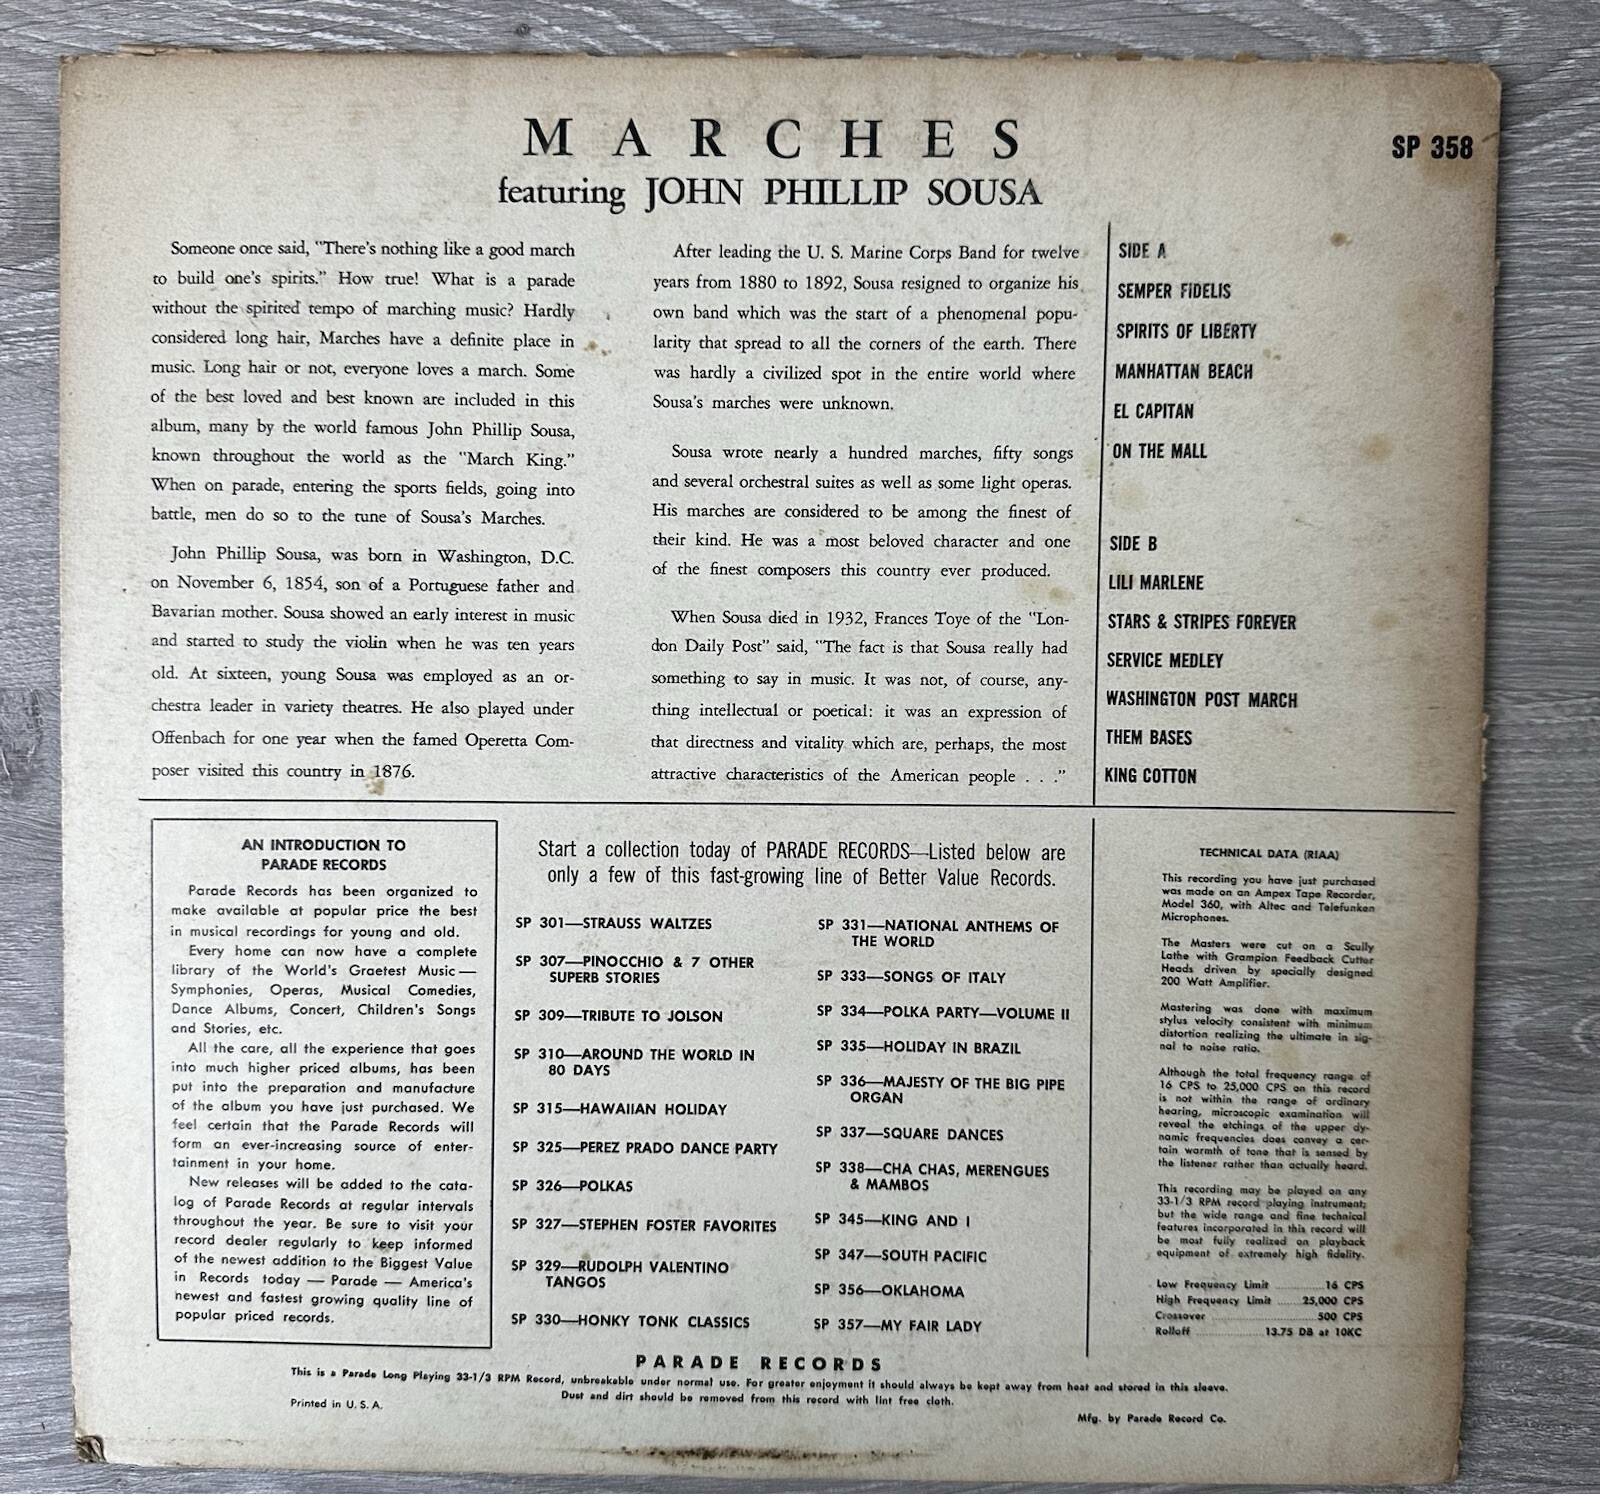 MARCHES
featuring JOHN PHILLIP SOUSA
SP 358
Someone once said, "There's nothing like a good march
to build one's spirits." How true! What is a parade
without the spirited tempo of marching music? Hardly
considered long hair, Marches have a definite place in
music. Long hair or not, everyone loves a march. Some
of the best loved and best known are included in this
album, many by the world famous John Phillip Sousa,
known throughout the world as the "March King."
When on parade, entering the sports fields, going into
battle, men do so to the tune of Sousa's Marches.
John Phillip Sousa, was born in Washington, D.C.
on November 6, 1854, son of a Portuguese father and
Bavarian mother. Sousa showed an early interest in music
and started to study the violin when he was ten years
old. At sixteen, young Sousa was employed as an or-
chestra leader in variety theatres. He also played under
Offenbach for one year when the famed Operetta Com-
poser visited this country in 1876.
After leading the U. S. Marine Corps Band for twelve
years from 1880 to 1892, Sousa resigned to organize his
own band which was the start of a phenomenal popu-
larity that spread to all the corners of the earth. There
was hardly a civilized spot in the entire world where
Sousa's marches were unknown.
Sousa wrote nearly a hundred marches, fifty songs
and several orchestral suites as well as some light operas.
His marches are considered to be among the finest of
their kind. He was a most beloved character and one
of the finest composers this country ever produced.
When Sousa died in 1932, Frances Toye of the "Lon-
don Daily Post" said, "The fact is that Sousa really had
something to say in music. It was not, of course, any-
thing intellectual or poetical: it was an expression of
that directness and vitality which are, perhaps, the most
attractive characteristics of the American people . . ."
SIDE A
SEMPER FIDELIS
SPIRITS OF LIBERTY
MANHATTAN BEACH
EL CAPITAN
ON THE MALL
SIDE B
LILI MARLENE
STARS & STRIPES FOREVER
SERVICE MEDLEY
WASHINGTON POST MARCH
THEM BASES
KING COTTON
AN INTRODUCTION TO
PARADE RECORDS
Parade Records has been organized to
make available at popular price the best
in musical recordings for young and old.
Every home can now have a complete
library of the World's Graetest Music—
Symphonies, Operas, Musical Comedies,
Dance Albums, Concert, Children's Songs
and Stories, etc.
All the care, all the experience that goes
into much higher priced albums, has been
put into the preparation and manufacture
of the album you have just purchased. We
feel certain that the Parade Records will
form an ever-increasing source of enter-
tainment in your home.
New releases will be added to the cata-
log of Parade Records at regular intervals
throughout the year. Be sure to visit your
record dealer regularly to keep informed
of the newest addition to the Biggest Value
in Records today — Parade — America's
newest and fastest growing quality line of
popular priced records.
Start a collection today of PARADE RECORDS—Listed below are
only a few of this fast-growing line of Better Value Records.
SP 301—STRAUSS WALTZES
SP 307—PINOCCHIO & 7 OTHER
SUPERB STORIES
SP 309—TRIBUTE TO JOLSON
SP 310—AROUND THE WORLD IN
80 DAYS
SP 315—HAWAIIAN HOLIDAY
SP 325—PEREZ PRADO DANCE PARTY
SP 326—POLKAS
SP 327—STEPHEN FOSTER FAVORITES
SP 329—RUDOLPH VALENTINO
TANGOS
SP 330—HONKY TONK CLASSICS
SP 331—NATIONAL ANTHEMS OF
THE WORLD
SP 333—SONGS OF ITALY
SP 334—POLKA PARTY—VOLUME II
SP 335—HOLIDAY IN BRAZIL
SP 336—MAJESTY OF THE BIG PIPE
ORGAN
SP 337—SQUARE DANCES
SP 338—CHA CHAS, MERENGUES
& MAMBOS
SP 345—KING AND I
SP 347—SOUTH PACIFIC
SP 356—OKLAHOMA
SP 357—MY FAIR LADY
TECHNICAL DATA (RIAA)
This recording you have just purchased
was made on an Ampex Tape Recorder,
Model 360, with Altec and Telefunken
Microphones.
The Masters were cut on a Scully
Lathe with Grampion Feedback Cutter
Heads driven by specially designed
200 Watt Amplifier.
Mastering was done with maximum
stylus velocity consistent with minimum
distortion realizing the ultimate in sig-
nal to noise ratio.
Although the total frequency range of
16 CPS to 25,000 CPS on this record
is not within the range of ordinary
hearing, microscopic examination will
reveal the etchings of the upper dy-
namic frequencies does convey a cer-
tain warmth of tone that is sensed by
the listener rather than actually heard.
This recording may be played on any
33-1/3 RPM record playing instrument;
but the wide range and fine technical
features incorporated in this record will
be most fully realized on playback
equipment of extremely high fidelity.
Low Frequency Limit ............16 CPS
High Frequency Limit ......25,000 CPS
Crossover ..........................500 CPS
Rolloff .................13.75 DB at 10KC
PARADE RECORDS
This is a Parade Long Playing 33-1/3 RPM Record, unbreakable under normal use. For greater enjoyment it should always be kept away from heat and stored in this sleeve.
Dust and dirt should be removed from this record with lint free cloth.
Printed in U. S. A.
Mfg. by Parade Record Co.